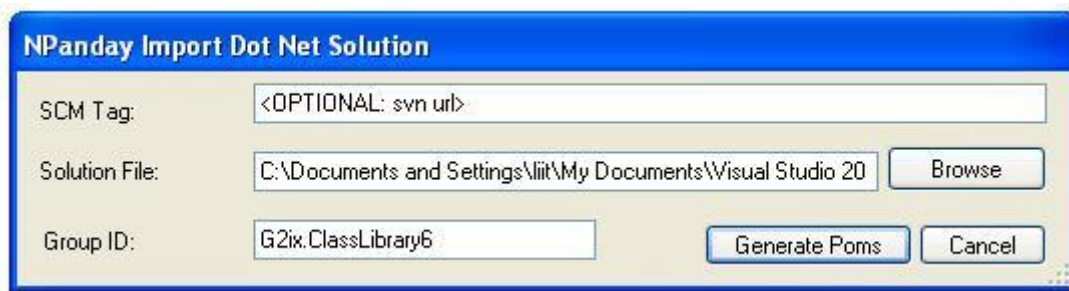 NPanday Import Dot Net Solution
SCM Tag: <OPTIONAL: svn url>
Solution File: C:\Documents and Settings\liit\My Documents\Visual Studio 20 Browse
Group ID: G2ix.ClassLibrary6 Generate Poms Cancel